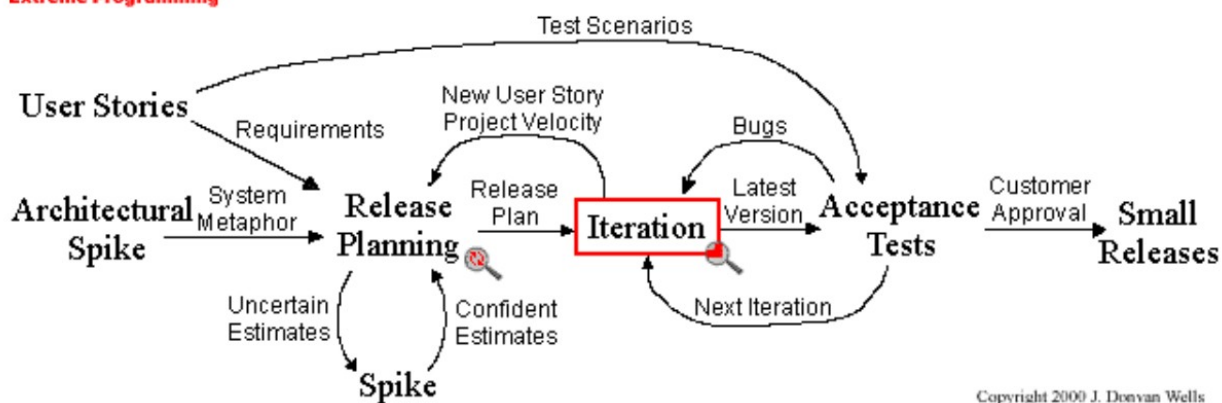 Extreme Programming
Test Scenarios
User Stories
New User Story
Project Velocity
Bugs
Requirements
Architectural
Spike
System
Metaphor
Release
Planning
Release
Plan
Iteration
Latest
Version
Acceptance
Tests
Customer
Approval
Small
Releases
Uncertain
Estimates
Confident
Estimates
Next Iteration
Spike
Copyright 2000 J. Donvan Wells